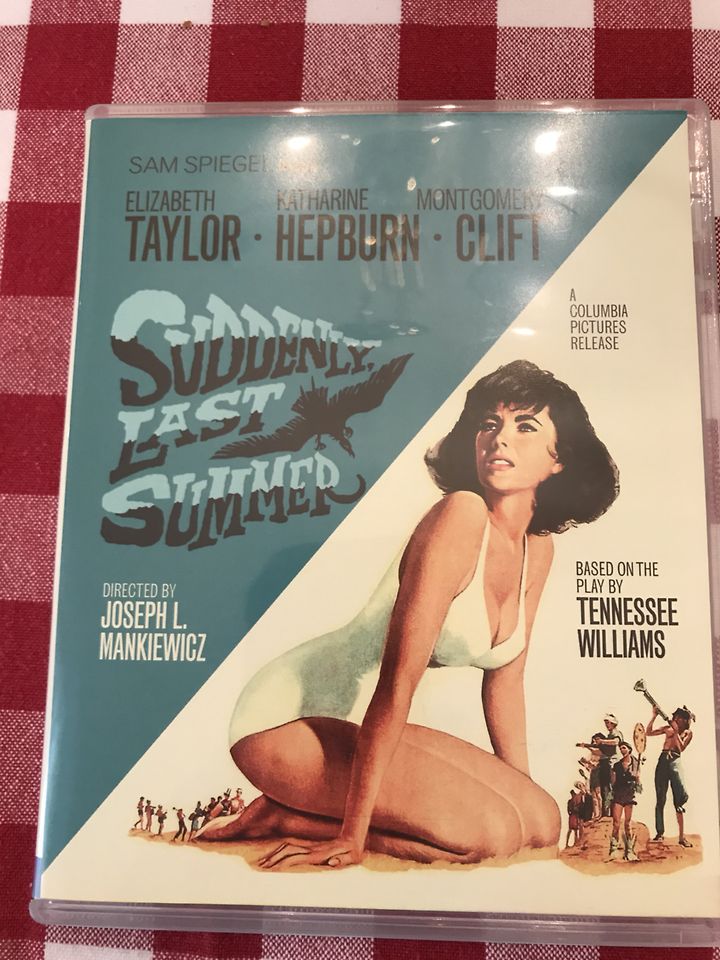 SAM SPIEGEL
ELIZABETH KATHARINE MONTGOMERY
TAYLOR · HEPBURN · CLIFT
SUDDENLY,
LAST
SUMMER
A
COLUMBIA
PICTURES
RELEASE
DIRECTED BY
JOSEPH L.
MANKIEWICZ
BASED ON THE
PLAY BY
TENNESSEE
WILLIAMS